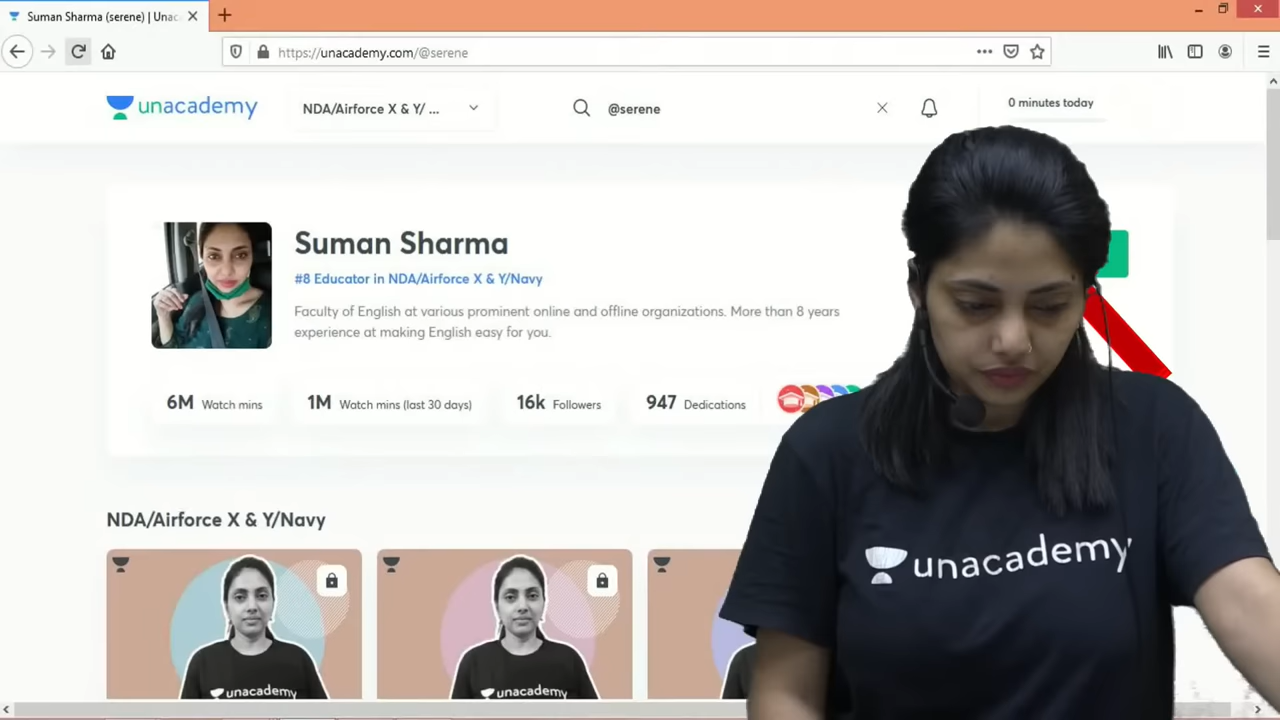 Suman Sharma (serene) | Unac
https://unacademy.com/@serene
unacademy
NDA/Airforce X & Y/ ...
@serene
0 minutes today
Suman Sharma
#8 Educator in NDA/Airforce X & Y/Navy
Faculty of English at various prominent online and offline organizations. More than 8 years
experience at making English easy for you.
6M Watch mins
1M Watch mins (last 30 days)
16k Followers
947 Dedications
NDA/Airforce X & Y/Navy
unacademy
unacademy
unacademy